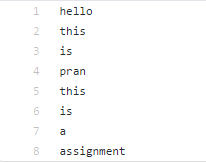 1 hello
2 this
3 is
4 pran
5 this
6 is
7 a
8 assignment